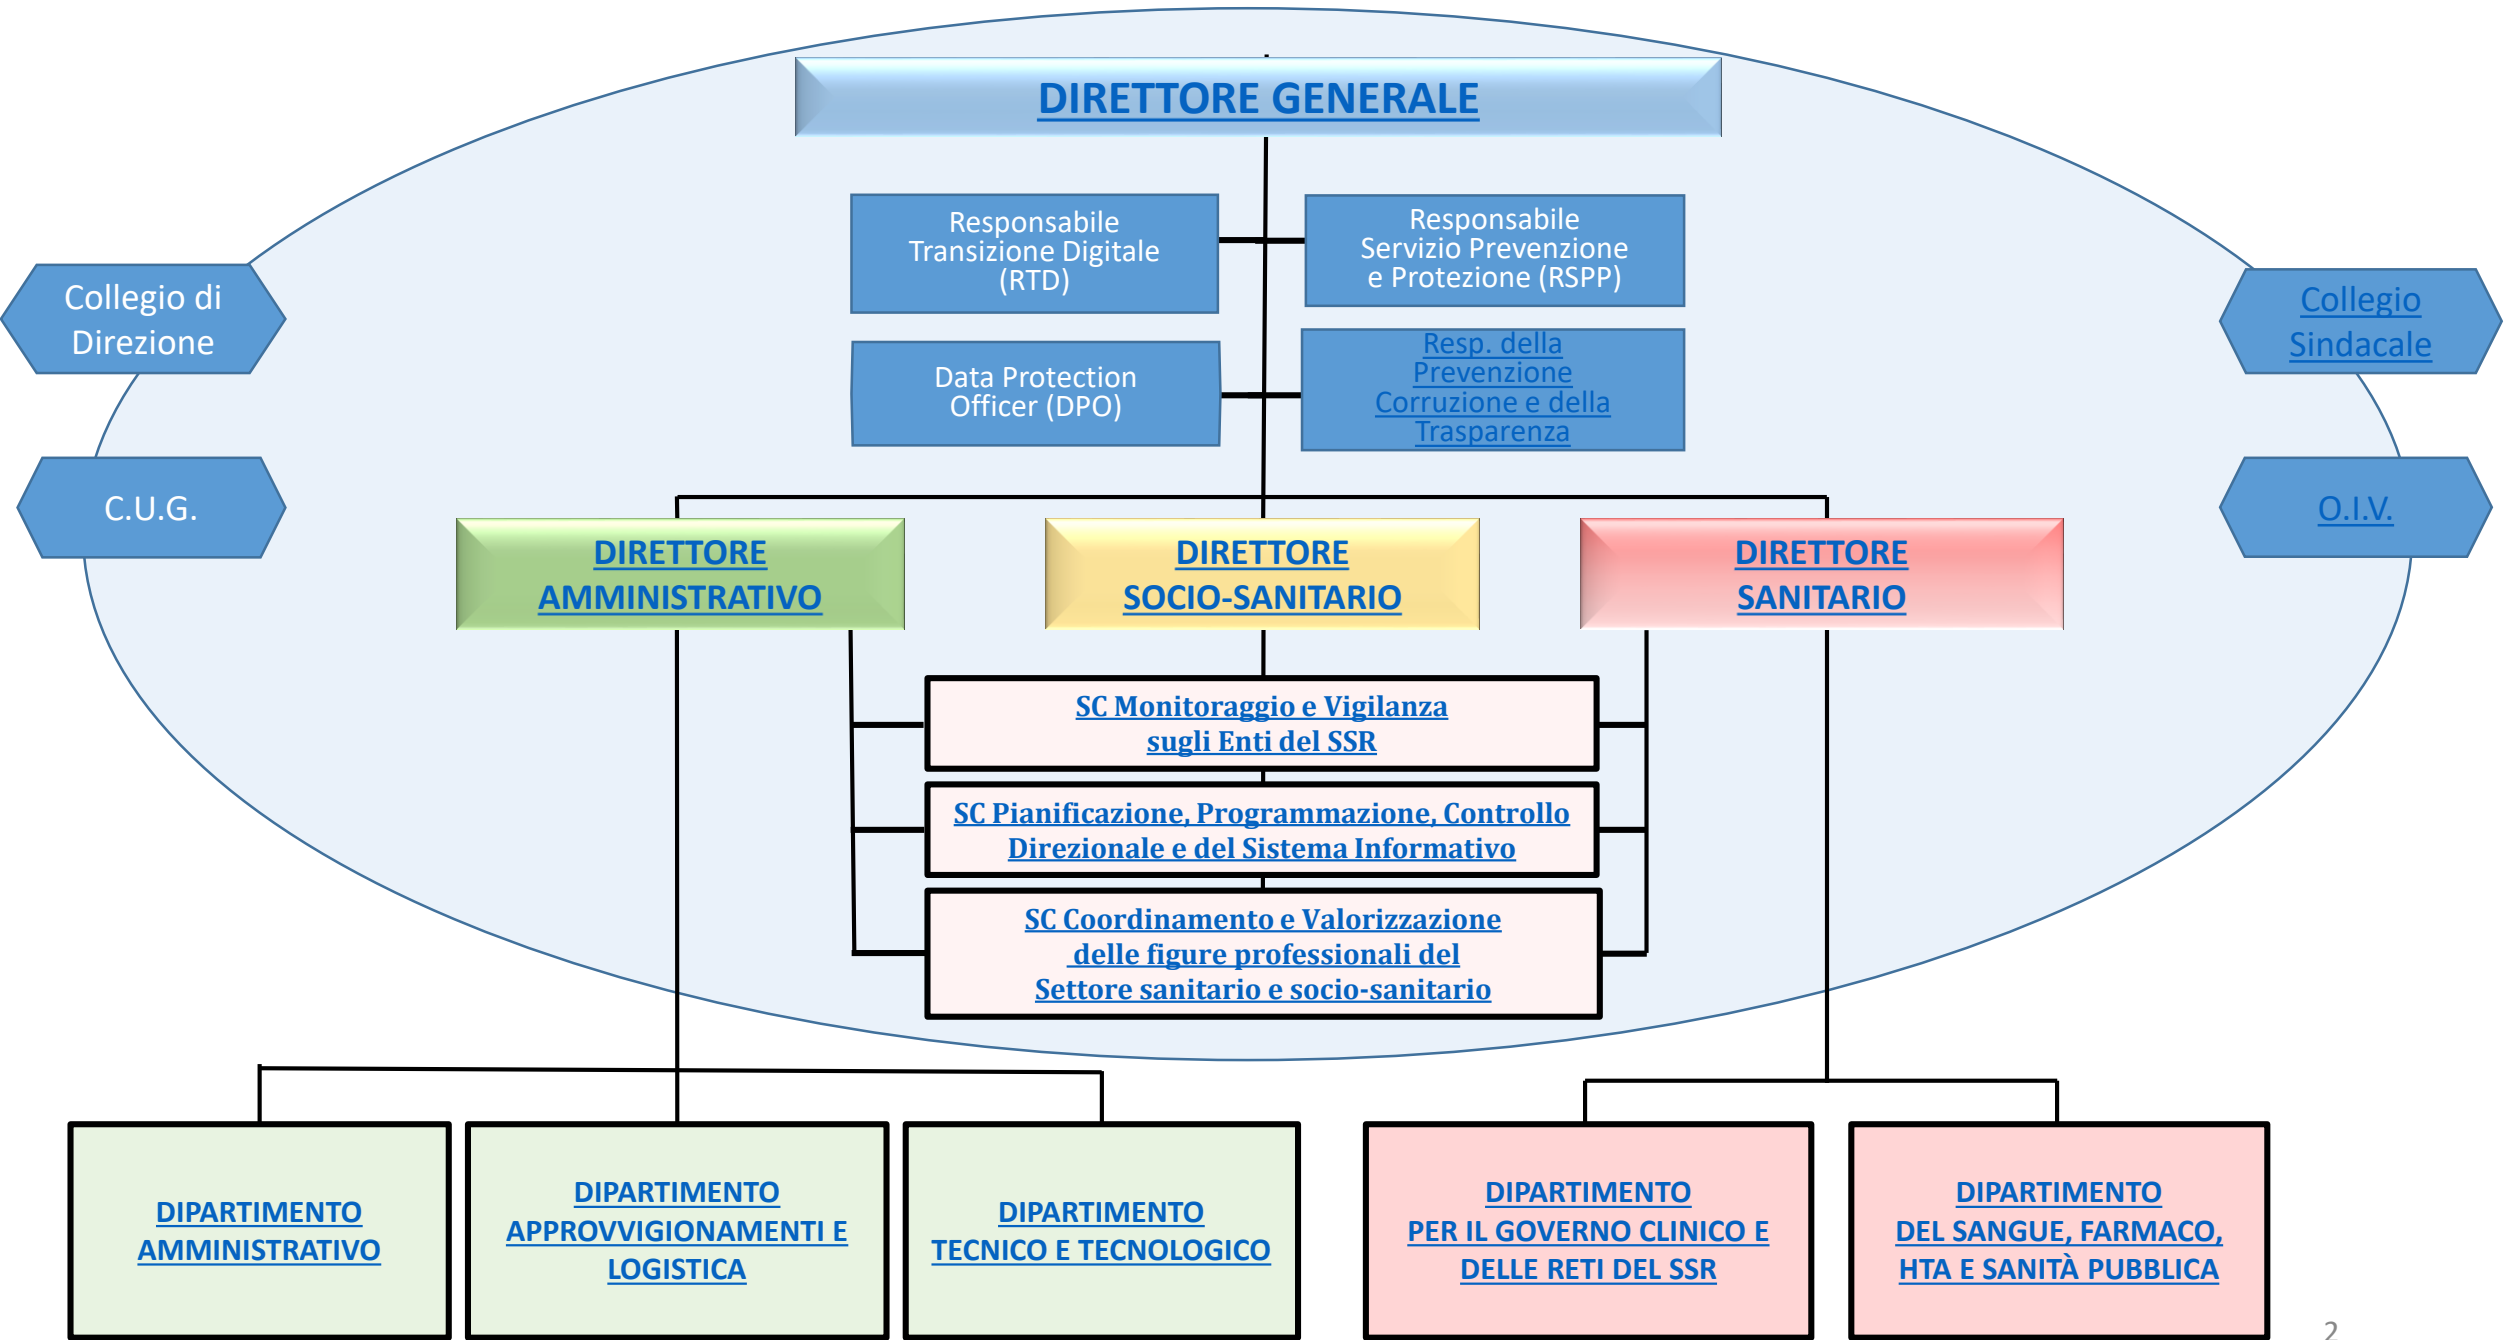 DIRETTORE GENERALE
Responsabile
Transizione Digitale
(RTD)
Responsabile
Servizio Prevenzione
e Protezione (RSPP)
Collegio di
Direzione
Collegio
Sindacale
Data Protection
Officer (DPO)
Resp. della
Prevenzione
Corruzione e della
Trasparenza
C.U.G.
O.I.V.
DIRETTORE
AMMINISTRATIVO
DIRETTORE
SOCIO-SANITARIO
DIRETTORE
SANITARIO
SC Monitoraggio e Vigilanza
sugli Enti del SSR
SC Pianificazione, Programmazione, Controllo
Direzionale e del Sistema Informativo
SC Coordinamento e Valorizzazione
delle figure professionali del
Settore sanitario e socio-sanitario
DIPARTIMENTO
AMMINISTRATIVO
DIPARTIMENTO
APPROVVIGIONAMENTI E
LOGISTICA
DIPARTIMENTO
TECNICO E TECNOLOGICO
DIPARTIMENTO
PER IL GOVERNO CLINICO E
DELLE RETI DEL SSR
DIPARTIMENTO
DEL SANGUE, FARMACO,
HTA E SANITÀ PUBBLICA
2